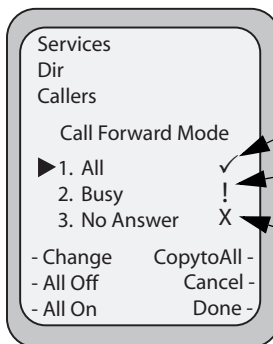 Services
Dir
Callers
Call Forward Mode
▶1. All ✓
2. Busy !
3. No Answer X
- Change CopytoAll -
- All Off Cancel -
- All On Done -